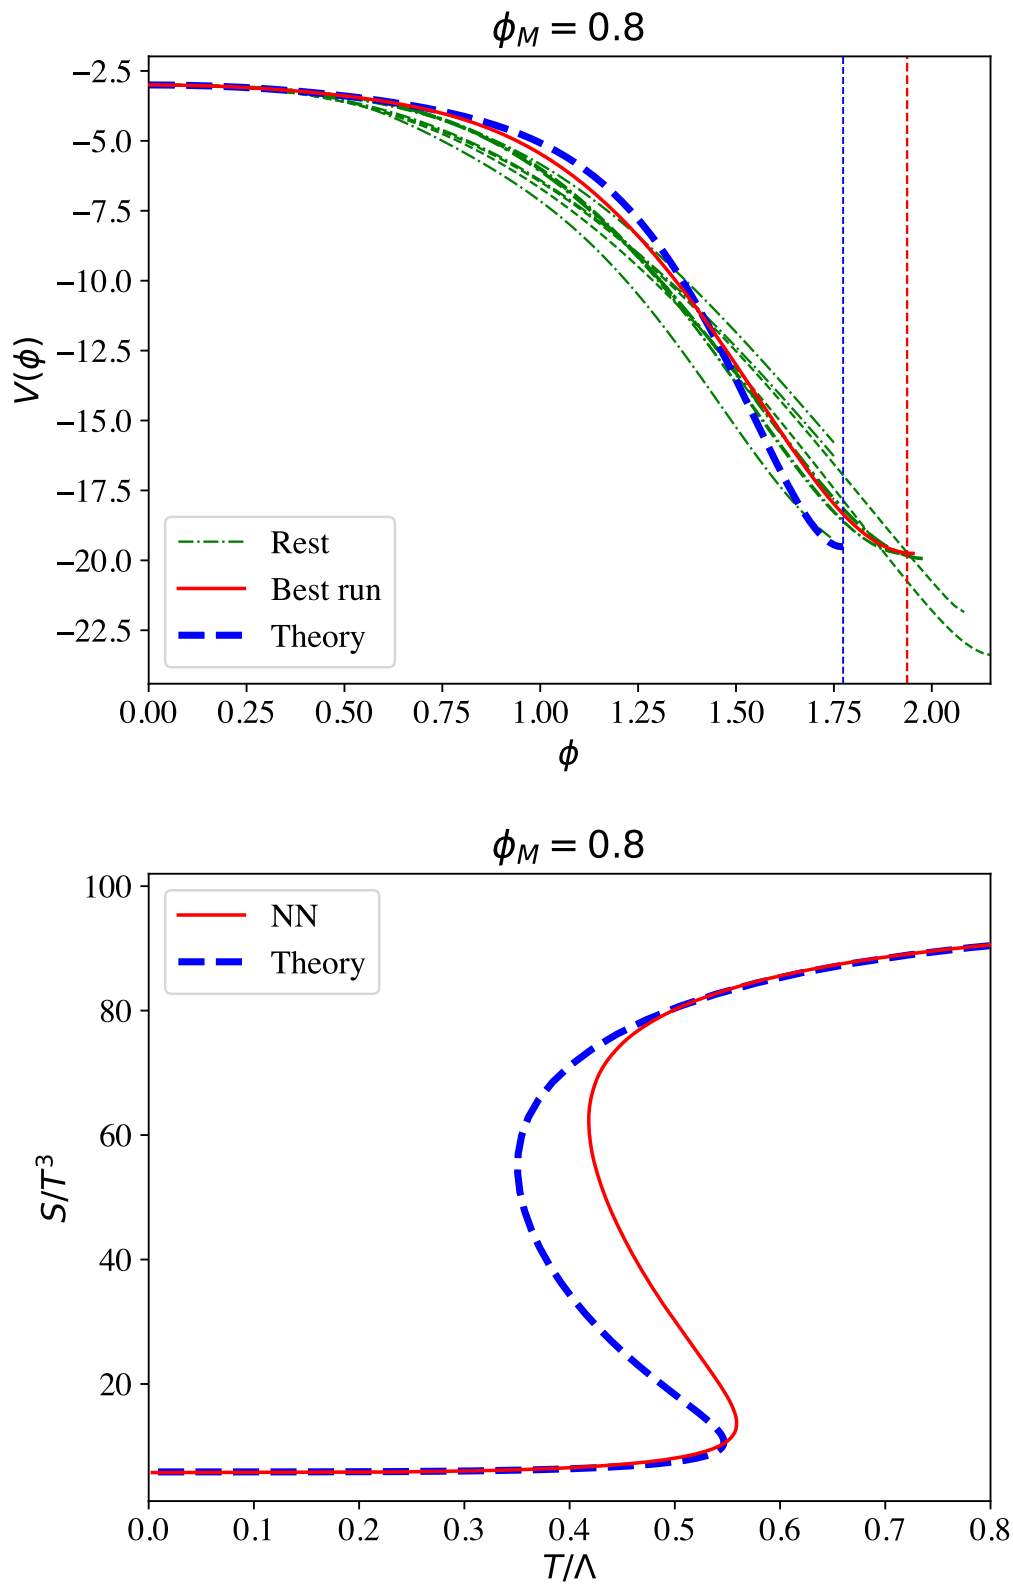 ϕ_M = 0.8
−2.5
−5.0
−7.5
−10.0
−12.5
−15.0
−17.5
−20.0
−22.5
V(ϕ)
Rest
Best run
Theory
0.00 0.25 0.50 0.75 1.00 1.25 1.50 1.75 2.00
ϕ
ϕ_M = 0.8
100
80
60
40
20
S/T³
NN
Theory
0.0 0.1 0.2 0.3 0.4 0.5 0.6 0.7 0.8
T/Λ